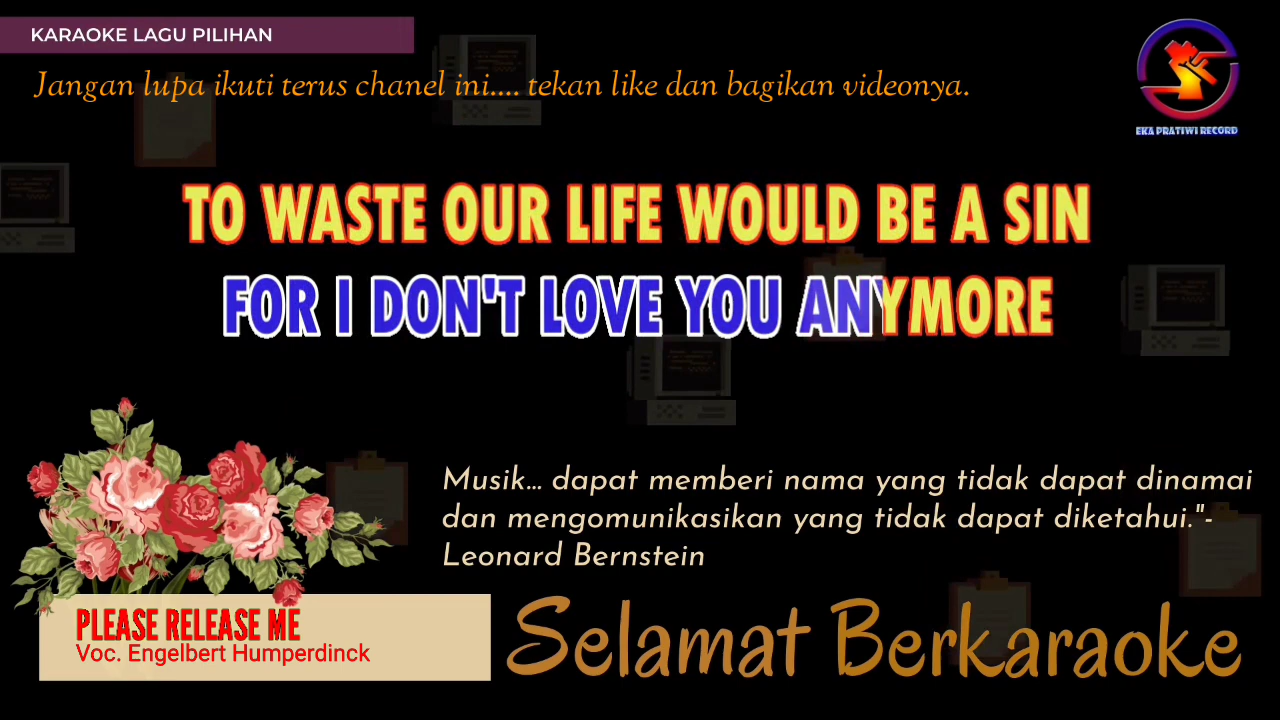 KARAOKE LAGU PILIHAN
Jangan lupa ikuti terus chanel ini.... tekan like dan bagikan videonya.
EKA PRATIWI RECORD
TO WASTE OUR LIFE WOULD BE A SIN
FOR I DON'T LOVE YOU ANYMORE
Musik... dapat memberi nama yang tidak dapat dinamai
dan mengomunikasikan yang tidak dapat diketahui."-
Leonard Bernstein
PLEASE RELEASE ME
Voc. Engelbert Humperdinck
Selamat Berkaraoke